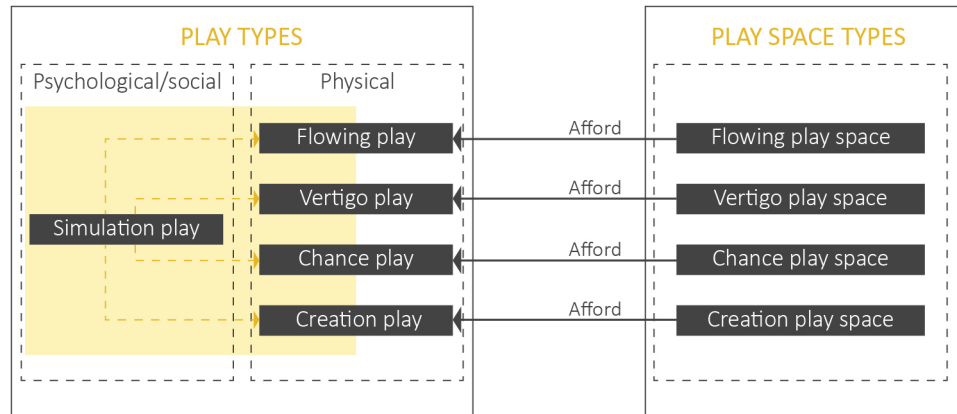 PLAY TYPES
PLAY SPACE TYPES
Psychological/social
Physical
Flowing play
Afford
Flowing play space
Vertigo play
Afford
Vertigo play space
Simulation play
Chance play
Afford
Chance play space
Creation play
Afford
Creation play space